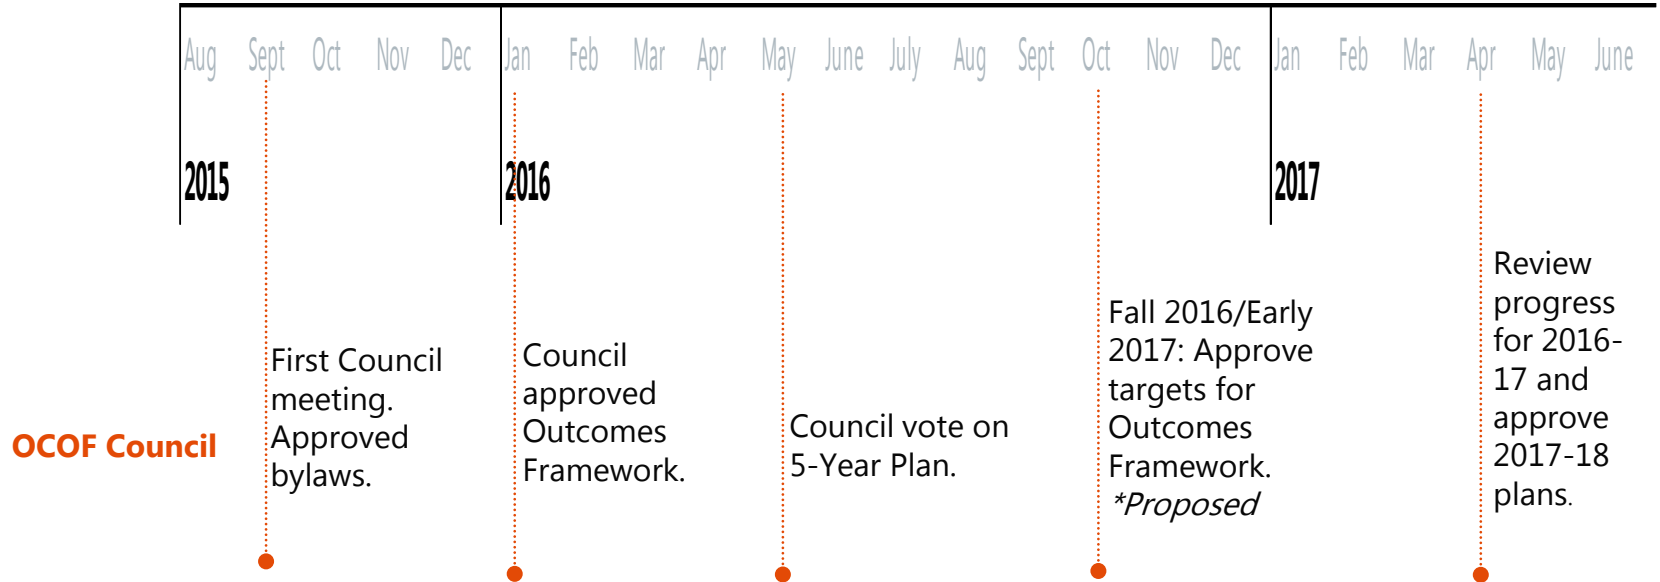 Aug Sept Oct Nov Dec Jan Feb Mar Apr May June July Aug Sept Oct Nov Dec Jan Feb Mar Apr May June
2015 2016 2017
OCOF Council
First Council
meeting.
Approved
bylaws.
Council
approved
Outcomes
Framework.
Council vote on
5-Year Plan.
Fall 2016/Early
2017: Approve
targets for
Outcomes
Framework.
*Proposed
Review
progress
for 2016-
17 and
approve
2017-18
plans.